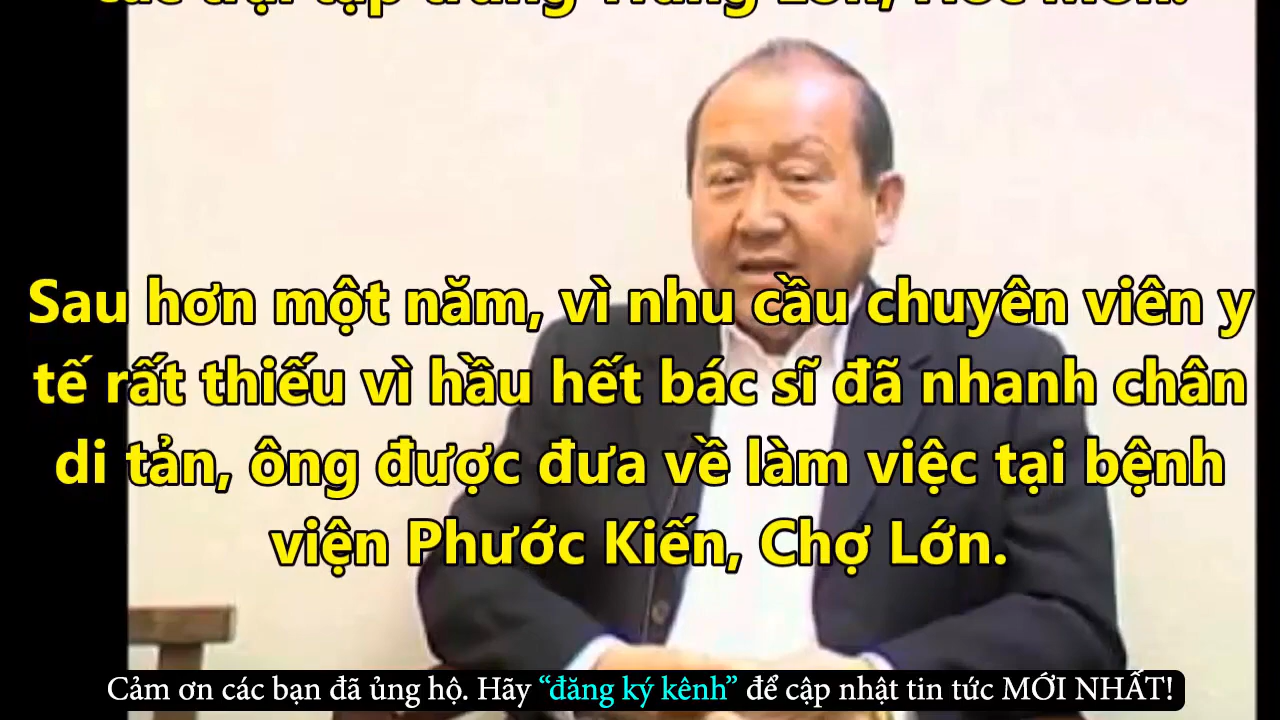 Sau hơn một năm, vì nhu cầu chuyên viên y
tế rất thiếu vì hầu hết bác sĩ đã nhanh chân
di tản, ông được đưa về làm việc tại bệnh
viện Phước Kiến, Chợ Lớn.
Cảm ơn các bạn đã ủng hộ. Hãy “đăng ký kênh” để cập nhật tin tức MỚI NHẤT!